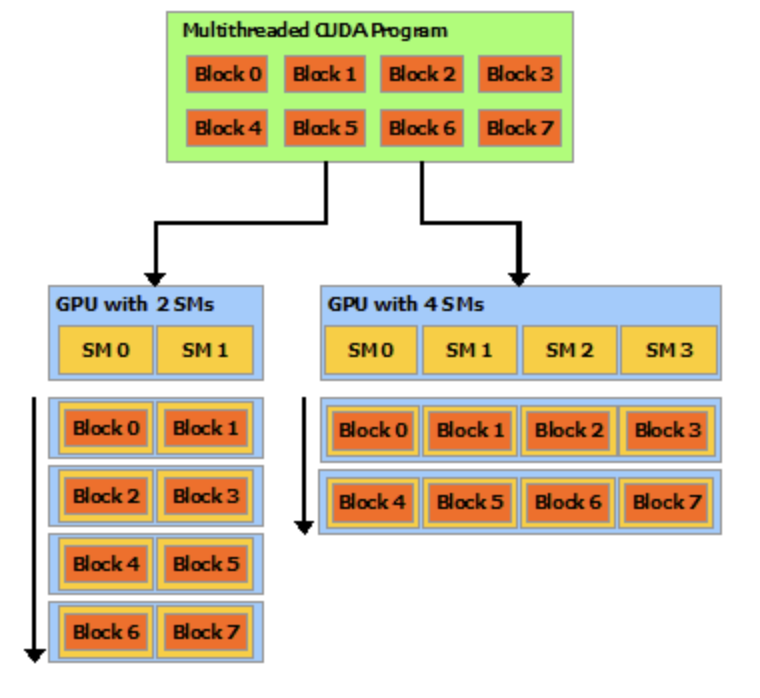 Multithreaded CUDA Program
Block 0 Block 1 Block 2 Block 3
Block 4 Block 5 Block 6 Block 7
GPU with 2 SMs
SM 0 SM 1
Block 0 Block 1
Block 2 Block 3
Block 4 Block 5
Block 6 Block 7
GPU with 4 SMs
SM 0 SM 1 SM 2 SM 3
Block 0 Block 1 Block 2 Block 3
Block 4 Block 5 Block 6 Block 7